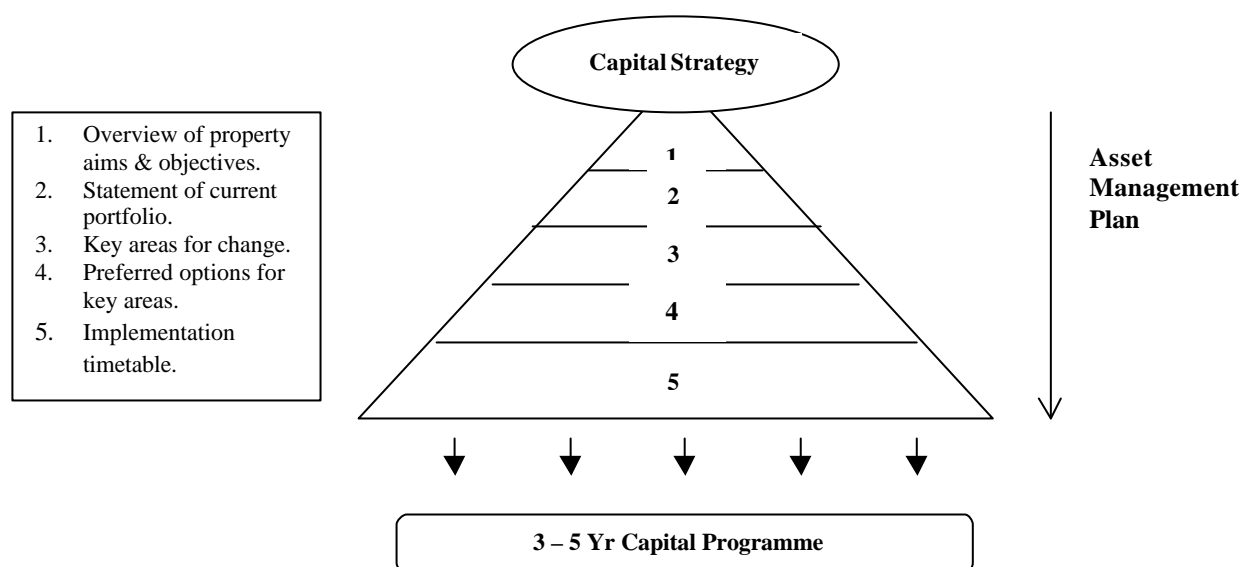 Capital Strategy
1. Overview of property
aims & objectives.
2. Statement of current
portfolio.
3. Key areas for change.
4. Preferred options for
key areas.
5. Implementation
timetable.
1
2
3
4
5
Asset
Management
Plan
3 – 5 Yr Capital Programme